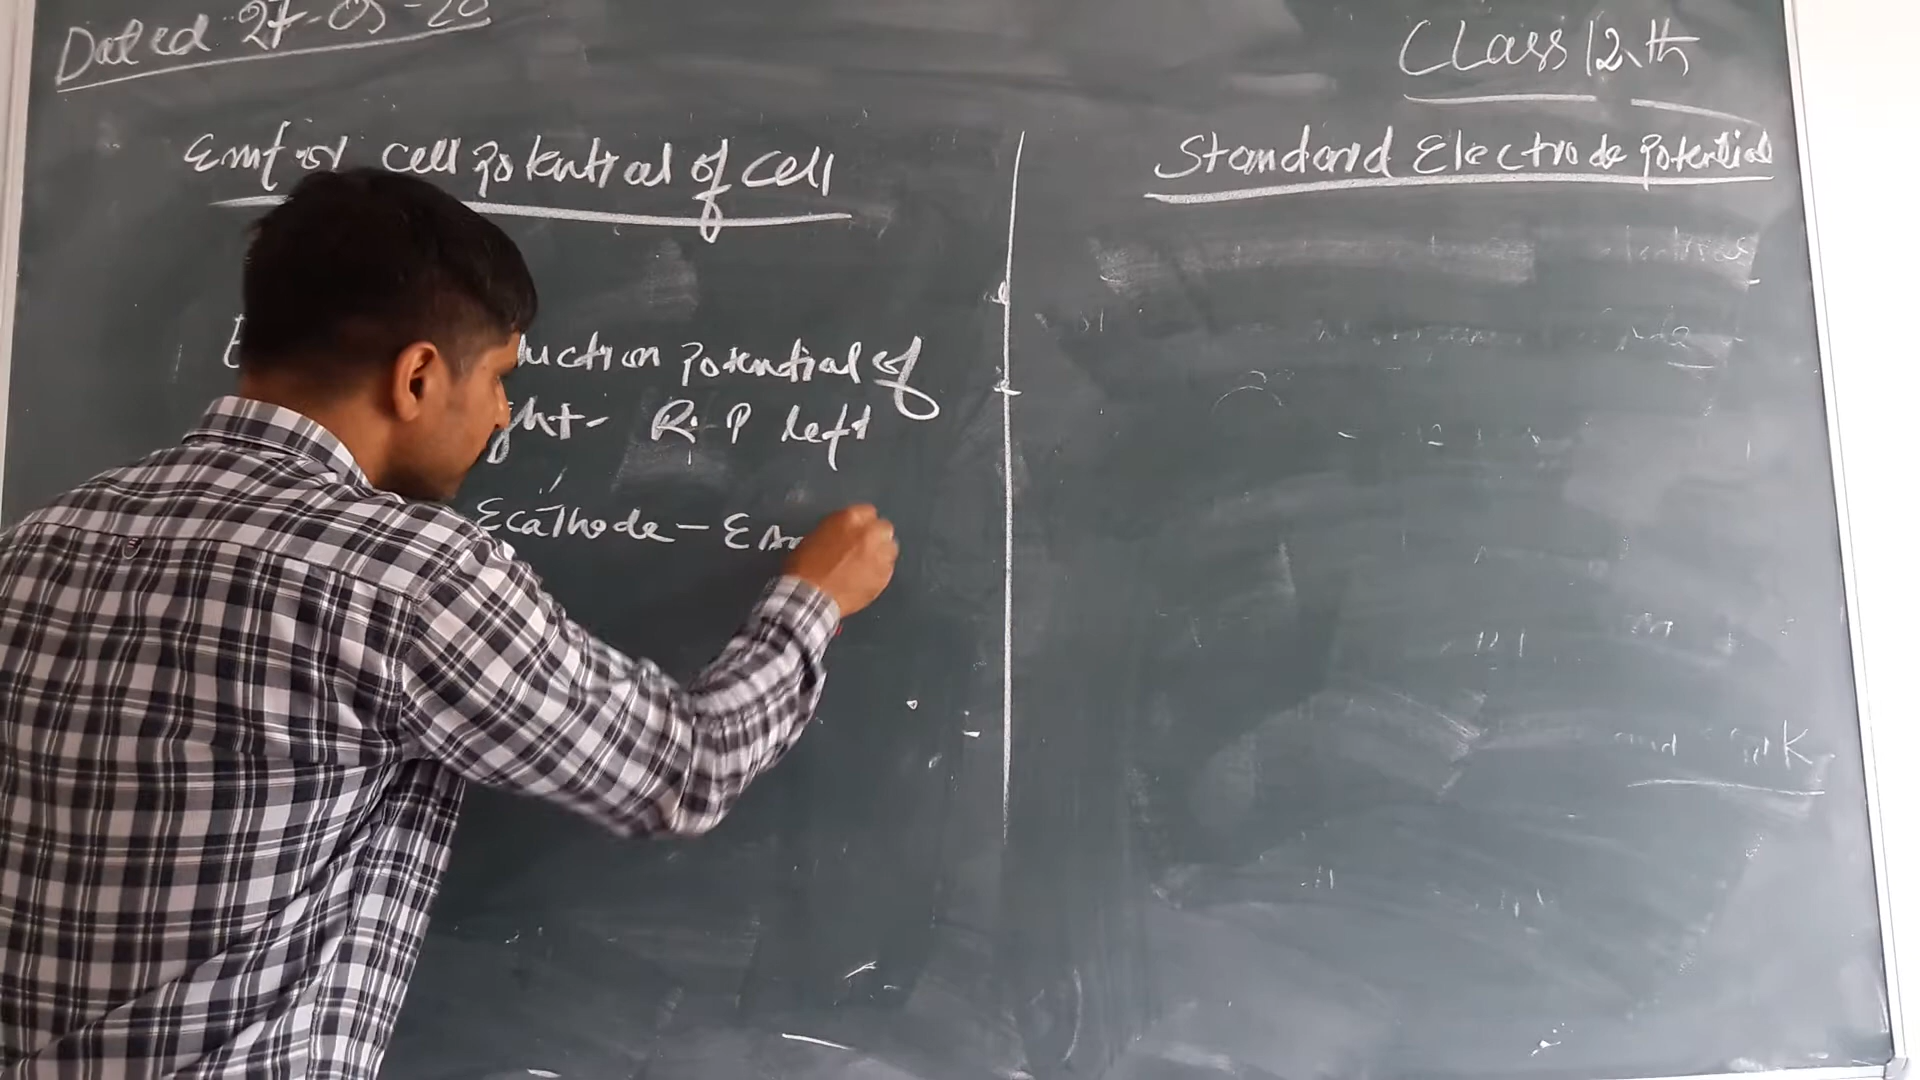 Dated 27-05-20
Class 12th
Emf or cell potential of cell
uction potential of
ght- R.P left
Ecathode - E An
Standard Electrode potential